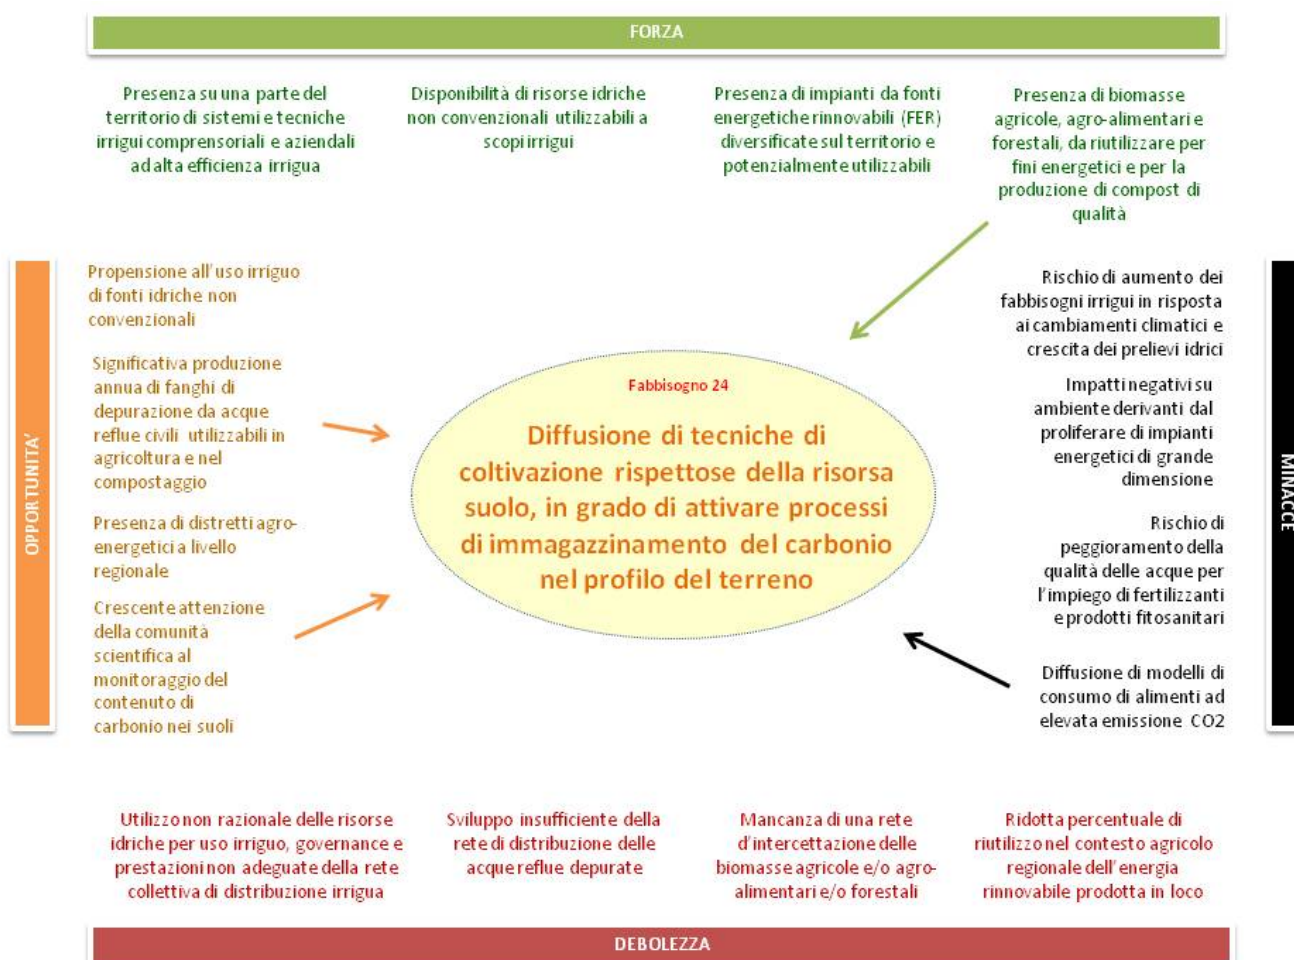 FORZA
Presenza su una parte del
territorio di sistemi e tecniche
irrigui comprensoriali e aziendali
ad alta efficienza irrigua
Disponibilità di risorse idriche
non convenzionali utilizzabili a
scopi irrigui
Presenza di impianti da fonti
energetiche rinnovabili (FER)
diversificate sul territorio e
potenzialmente utilizzabili
Presenza di biomasse
agricole, agro-alimentari e
forestali, da riutilizzare per
fini energetici e per la
produzione di compost di
qualità
OPPORTUNITA'
Propensione all'uso irriguo
di fonti idriche non
convenzionali
Significativa produzione
annua di fanghi di
depurazione da acque
reflue civili utilizzabili in
agricoltura e nel
compostaggio
Presenza di distretti agro-
energetici a livello
regionale
Crescente attenzione
della comunità
scientifica al
monitoraggio del
contenuto di
carbonio nei suoli
Fabbisogno 24
Diffusione di tecniche di
coltivazione rispettose della risorsa
suolo, in grado di attivare processi
di immagazzinamento del carbonio
nel profilo del terreno
Rischio di aumento dei
fabbisogni irrigui in risposta
ai cambiamenti climatici e
crescita dei prelievi idrici
Impatti negativi su
ambiente derivanti dal
proliferare di impianti
energetici di grande
dimensione
Rischio di
peggioramento della
qualità delle acque per
l'impiego di fertilizzanti
e prodotti fitosanitari
Diffusione di modelli di
consumo di alimenti ad
elevata emissione CO2
MINACCE
Utilizzo non razionale delle risorse
idriche per uso irriguo, governance e
prestazioni non adeguate della rete
collettiva di distribuzione irrigua
Sviluppo insufficiente della
rete di distribuzione delle
acque reflue depurate
Mancanza di una rete
d'intercettazione delle
biomasse agricole e/o agro-
alimentari e/o forestali
Ridotta percentuale di
riutilizzo nel contesto agricolo
regionale dell'energia
rinnovabile prodotta in loco
DEBOLEZZA